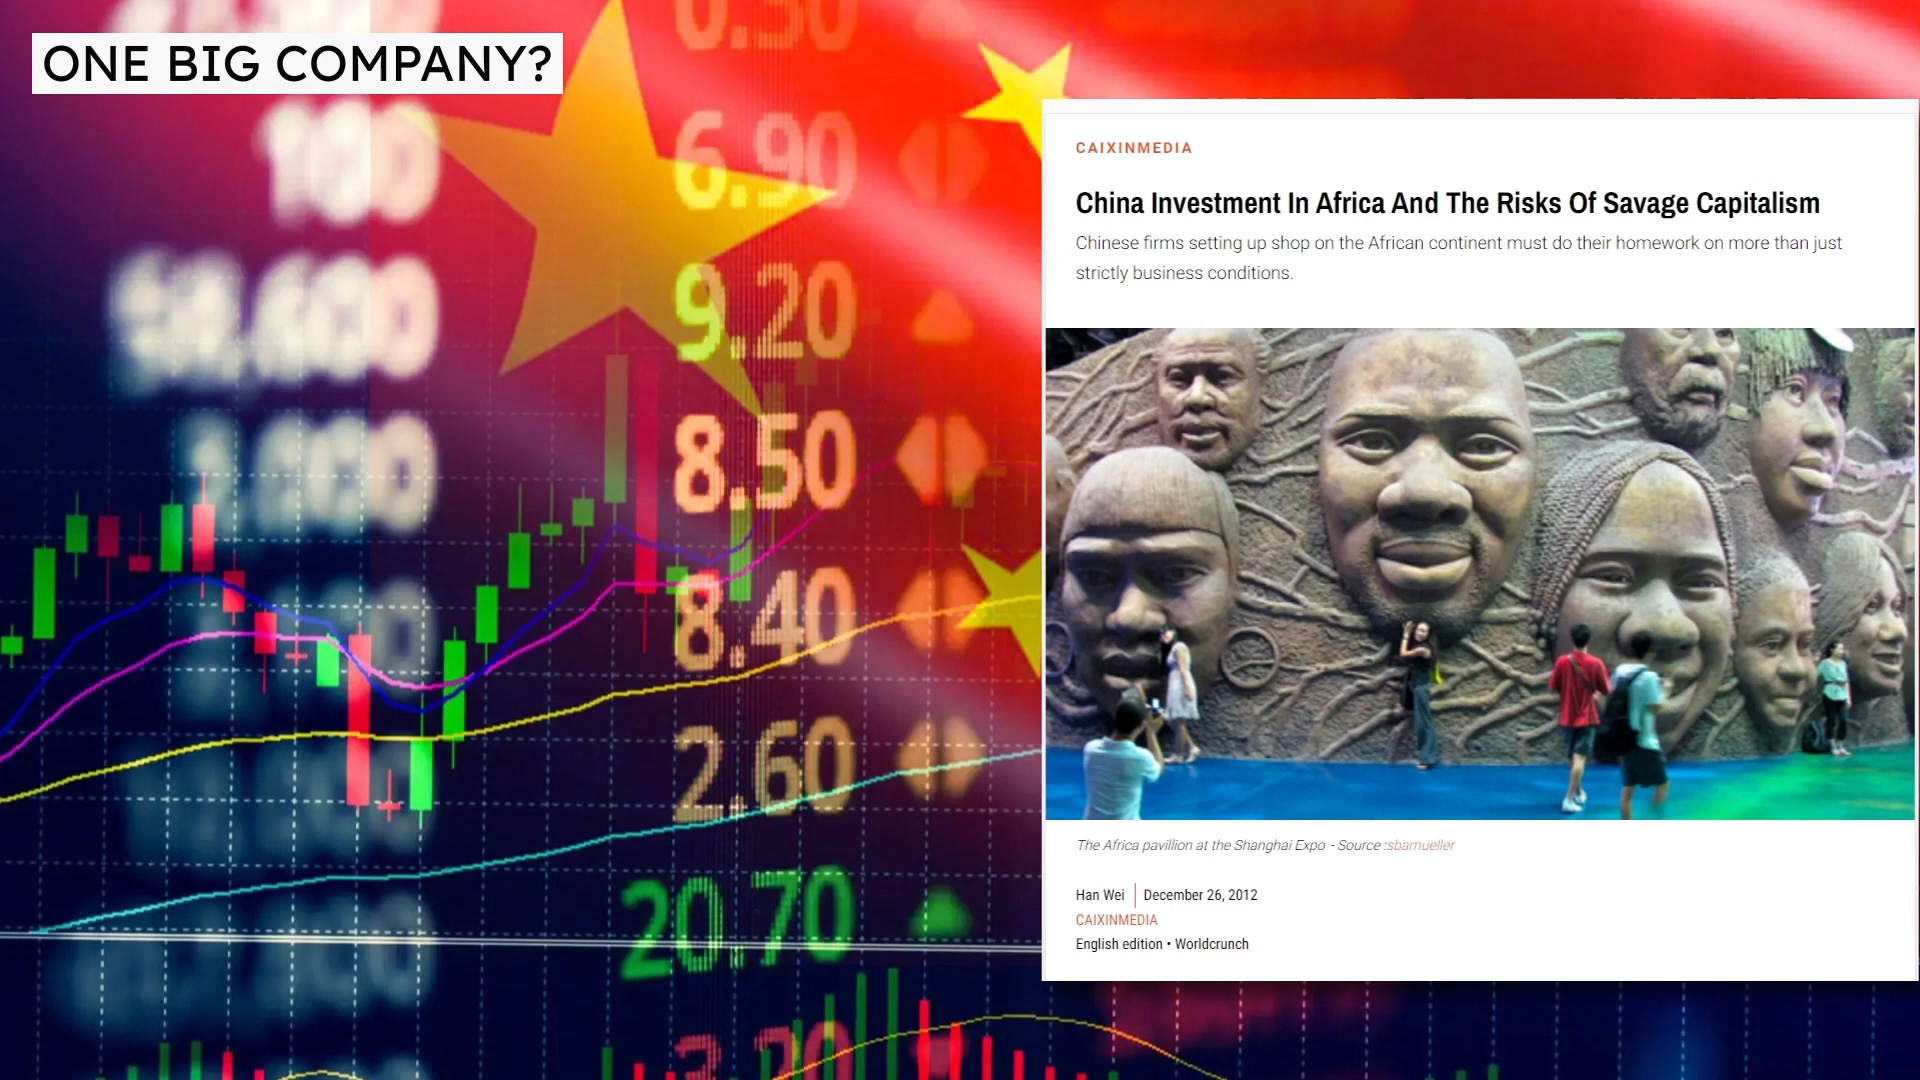 ONE BIG COMPANY?
0.30
6.90
9.20
8.50
8.40
2.60
20.70
CAIXINMEDIA
China Investment In Africa And The Risks Of Savage Capitalism
Chinese firms setting up shop on the African continent must do their homework on more than just
strictly business conditions.
The Africa pavillion at the Shanghai Expo - Source :sbamueller
Han Wei | December 26, 2012
CAIXINMEDIA
English edition • Worldcrunch